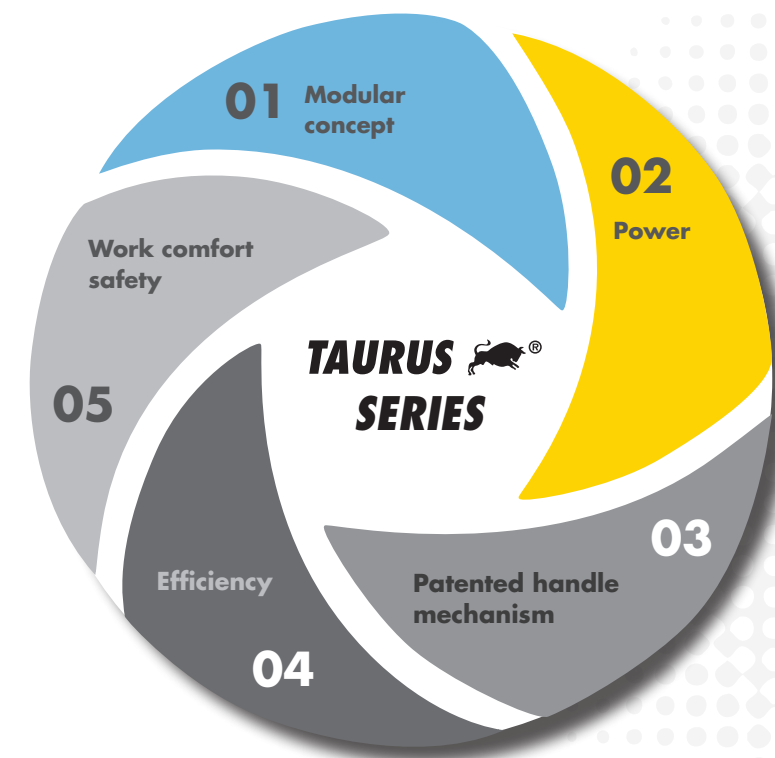 01 Modular
concept
02
Power
03
Patented handle
mechanism
04
Efficiency
05
Work comfort
safety
TAURUS ®
SERIES